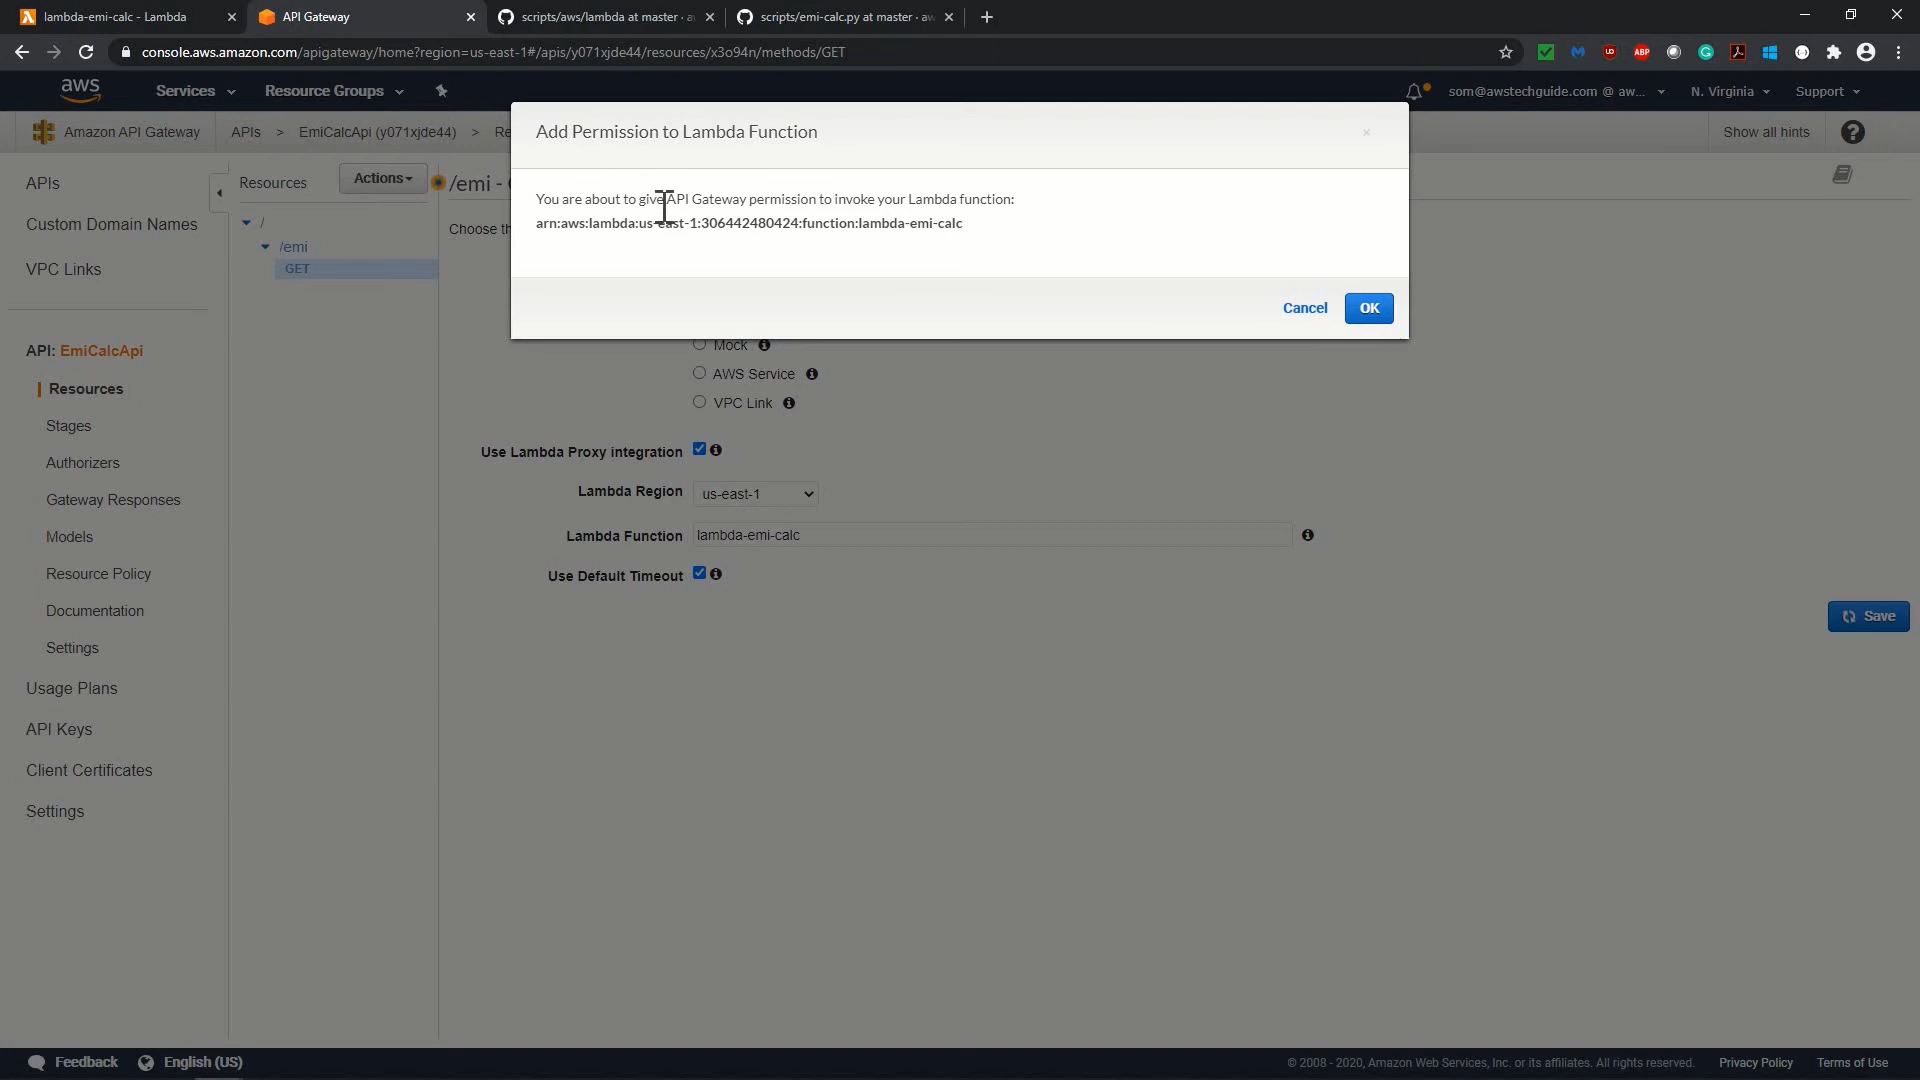 lambda-emi-calc - Lambda
API Gateway
scripts/aws/lambda at master · a
scripts/emi-calc.py at master · aw
console.aws.amazon.com/apigateway/home?region=us-east-1#/apis/y071xjde44/resources/x3o94n/methods/GET
aws
Services
Resource Groups
som@awstechguide.com @ aw...
N. Virginia
Support
Amazon API Gateway
APIs
>
EmiCalcApi (y071xjde44)
>
Re
Show all hints
Add Permission to Lambda Function
You are about to give API Gateway permission to invoke your Lambda function:
arn:aws:lambda:us-east-1:306442480424:function:lambda-emi-calc
Cancel
OK
APIs
Custom Domain Names
VPC Links
API: EmiCalcApi
Resources
Stages
Authorizers
Gateway Responses
Models
Resource Policy
Documentation
Settings
Usage Plans
API Keys
Client Certificates
Settings
Resources
Actions
/
/emi
GET
/emi -
Choose th
Mock
AWS Service
VPC Link
Use Lambda Proxy integration
Lambda Region
us-east-1
Lambda Function
lambda-emi-calc
Use Default Timeout
Save
Feedback
English (US)
© 2008 - 2020, Amazon Web Services, Inc. or its affiliates. All rights reserved.
Privacy Policy
Terms of Use